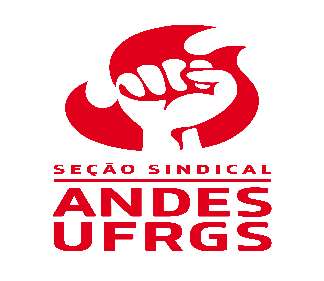 SEÇÃO SINDICAL
ANDES
UFRGS